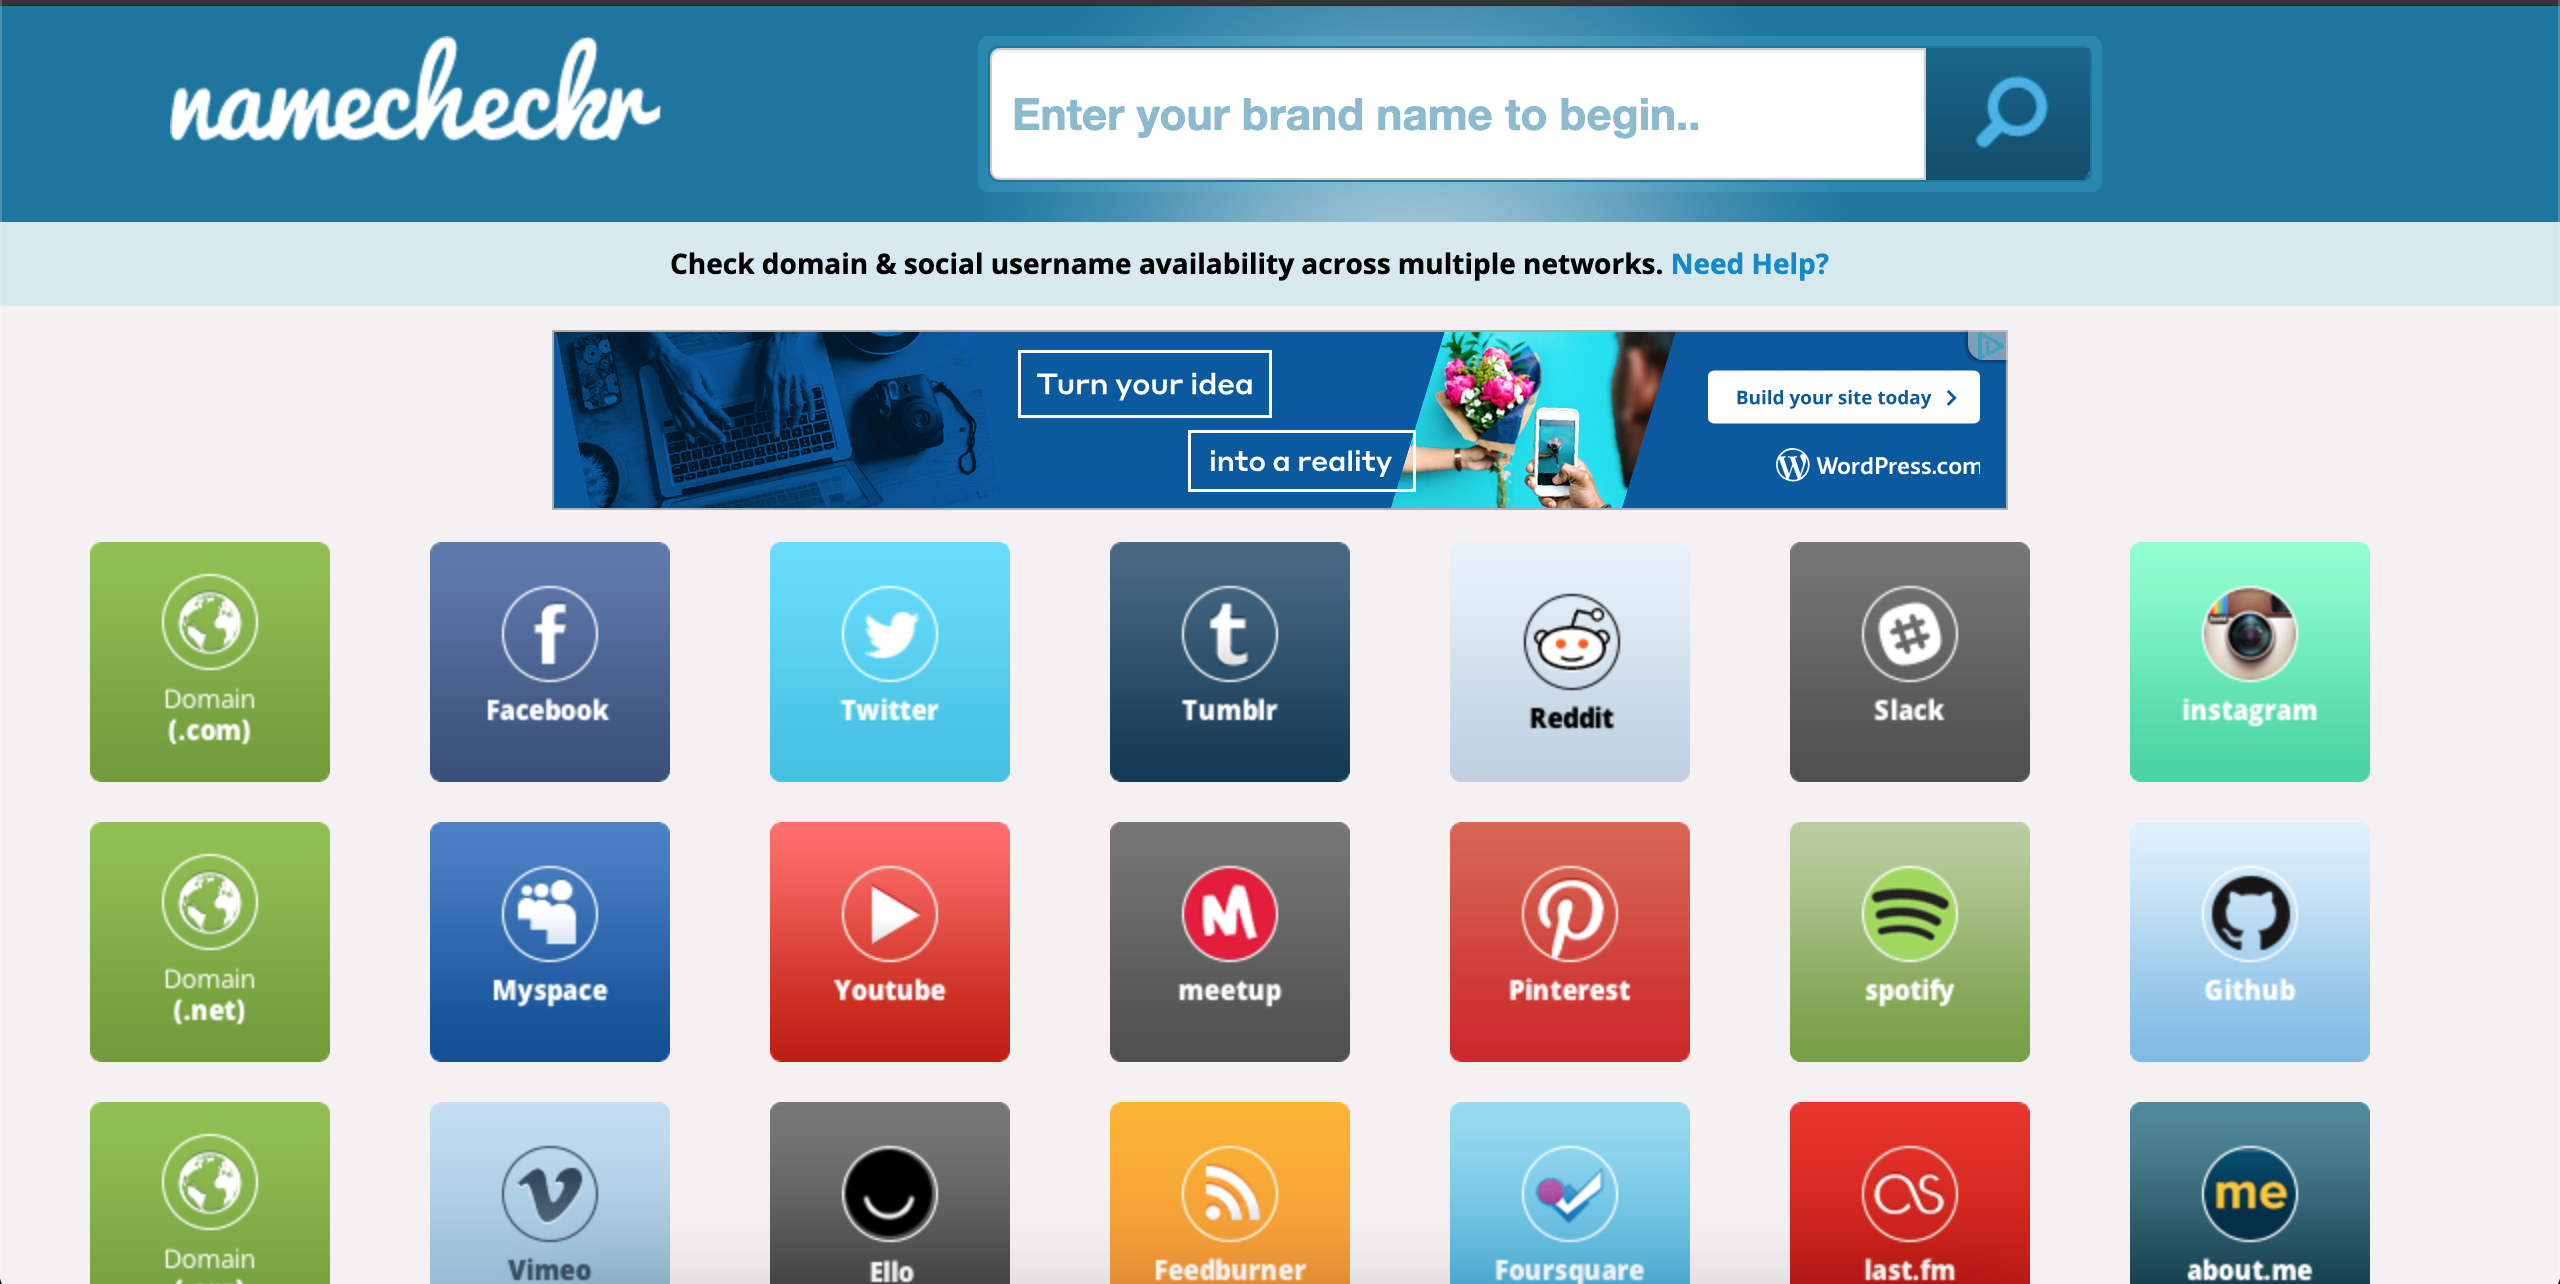 namecheckr
Enter your brand name to begin..
Check domain & social username availability across multiple networks. Need Help?
Turn your idea
into a reality
Build your site today
WordPress.com
Domain
(.com)
Facebook
Twitter
Tumblr
Reddit
Slack
instagram
Domain
(.net)
Myspace
Youtube
meetup
Pinterest
spotify
Github
me
Domain
Vimeo
Ello
Feedburner
Foursquare
last.fm
about.me